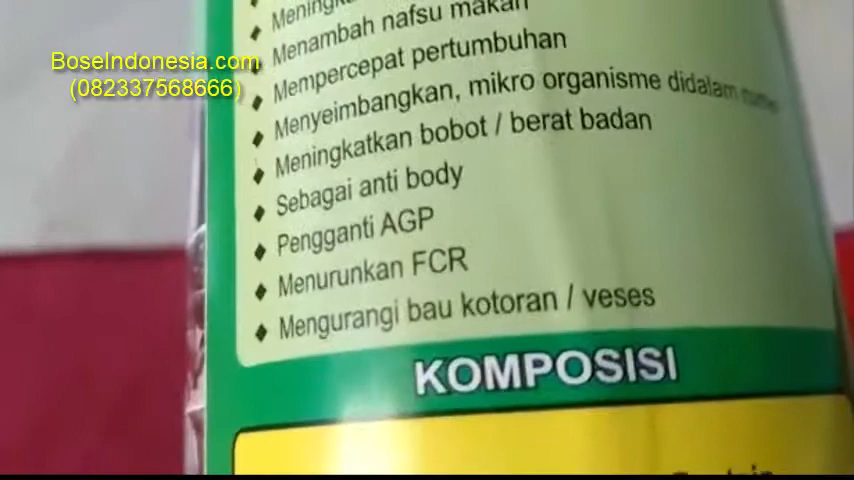 BoseIndonesia.com
(082337568666)
Menambah nafsu makan
Mempercepat pertumbuhan
Menyeimbangkan, mikro organisme didalam rumen
Meningkatkan bobot / berat badan
Sebagai anti body
Pengganti AGP
Menurunkan FCR
Mengurangi bau kotoran / veses
KOMPOSISI